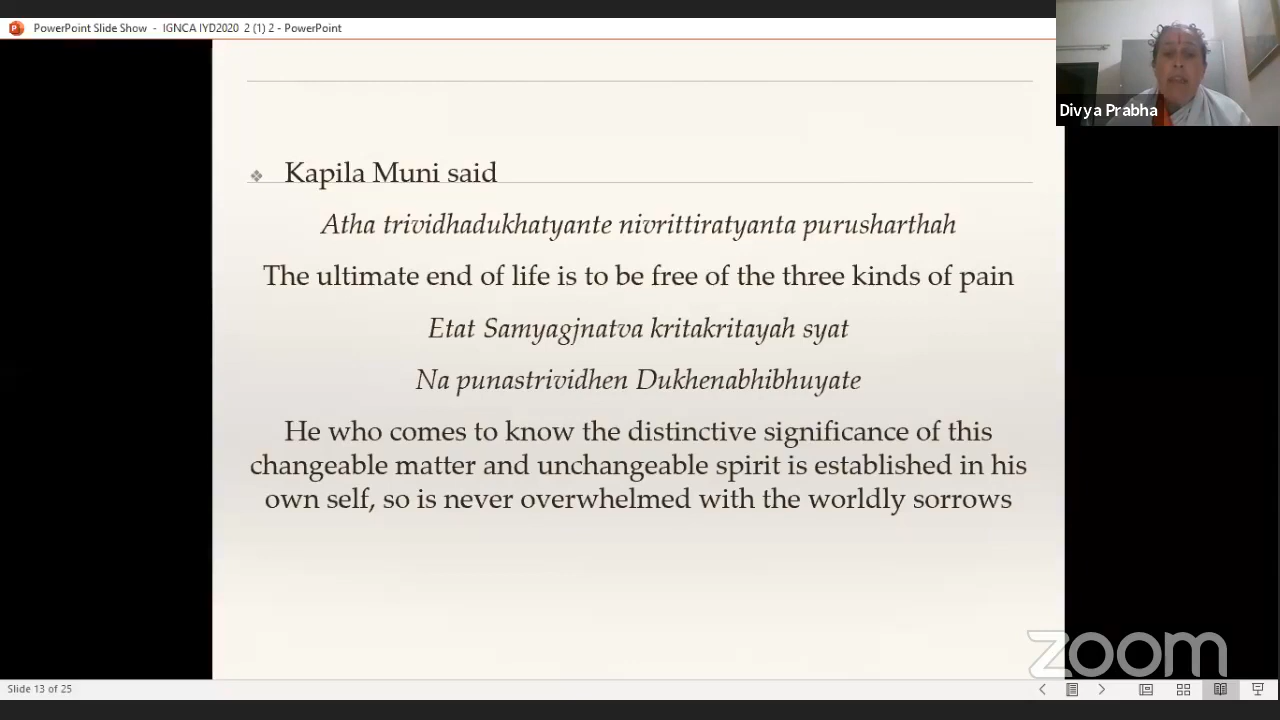 PowerPoint Slide Show - IGNCA IYD2020 2 (1) 2 - PowerPoint
Divya Prabha
❖ Kapila Muni said
Atha trividhadukhatyante nivrittiratyanta purusharthah
The ultimate end of life is to be free of the three kinds of pain
Etat Samyagjnatva kritakritayah syat
Na punastrividhen Dukhenabhibhuyate
He who comes to know the distinctive significance of this
changeable matter and unchangeable spirit is established in his
own self, so is never overwhelmed with the worldly sorrows
zoom
Slide 13 of 25